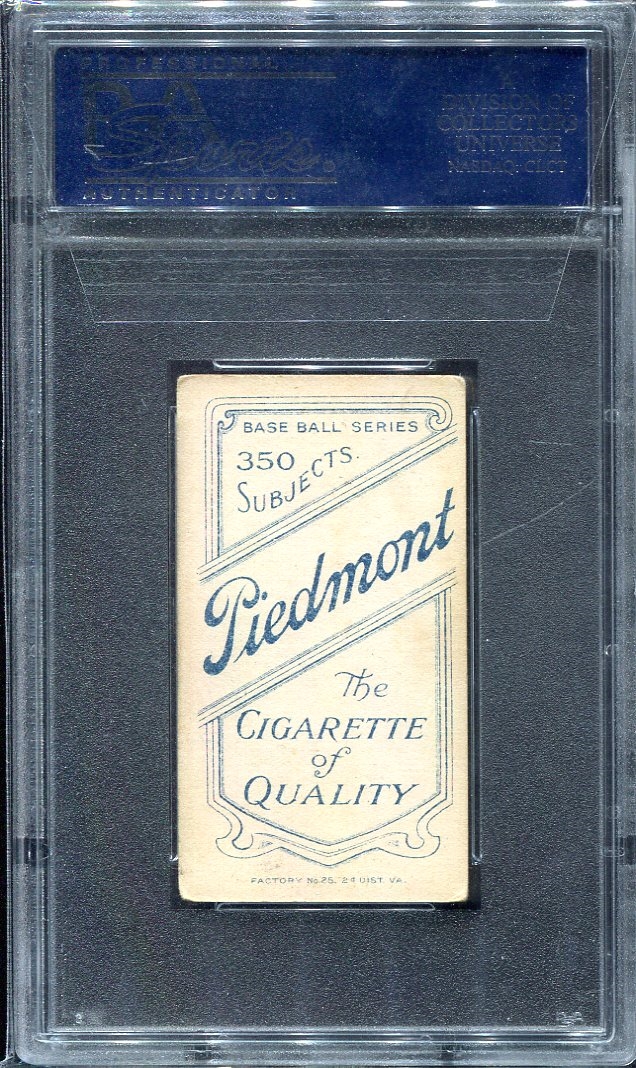 PROFESSIONAL
PSA
Sports.
AUTHENTICATOR
A
DIVISION OF
COLLECTORS
UNIVERSE
NASDAQ: CLCT
BASE BALL SERIES
350
SUBJECTS.
Piedmont
The
CIGARETTE
of
QUALITY
FACTORY No. 25, 2d DIST. VA.